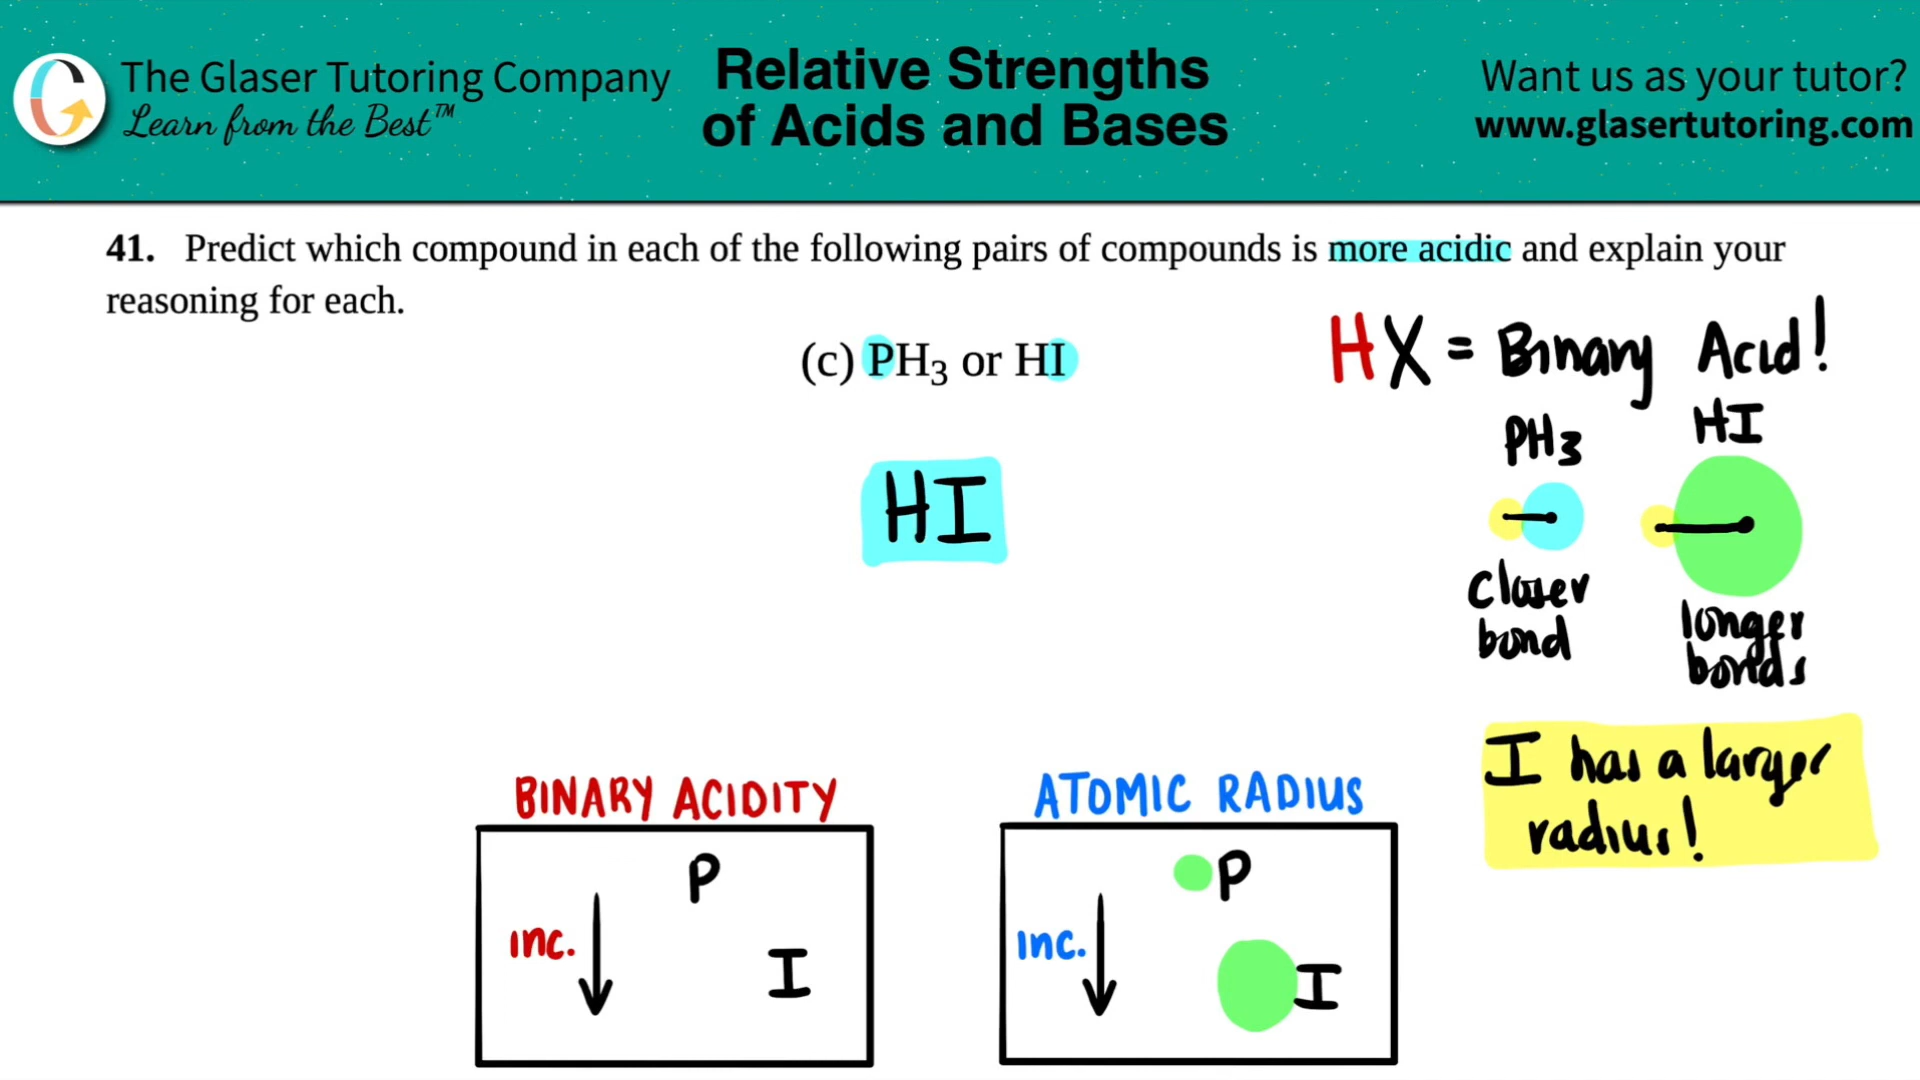 The Glaser Tutoring Company
Learn from the Best™
Relative Strengths
of Acids and Bases
Want us as your tutor?
www.glasertutoring.com
41. Predict which compound in each of the following pairs of compounds is more acidic and explain your
reasoning for each.
(c) PH₃ or HI
HX = Binary Acid!
PH₃
HI
HI
closer
bond
longer
bonds
I has a larger
radius!
BINARY ACIDITY
P
inc.
I
ATOMIC RADIUS
P
inc.
I